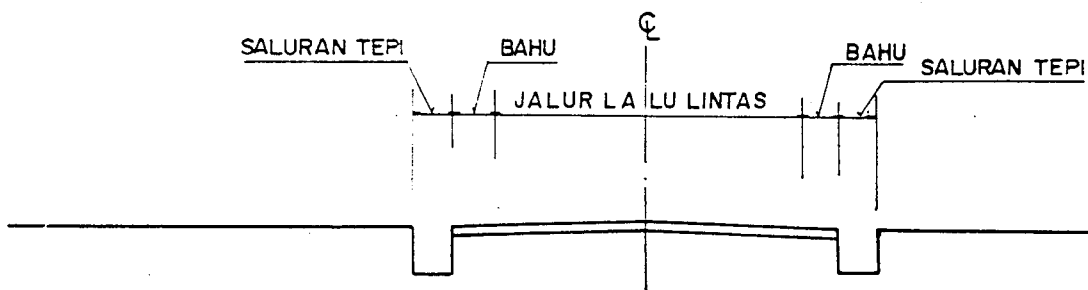 ℄
SALURAN TEPI
BAHU
BAHU
SALURAN TEPI
JALUR LALU LINTAS